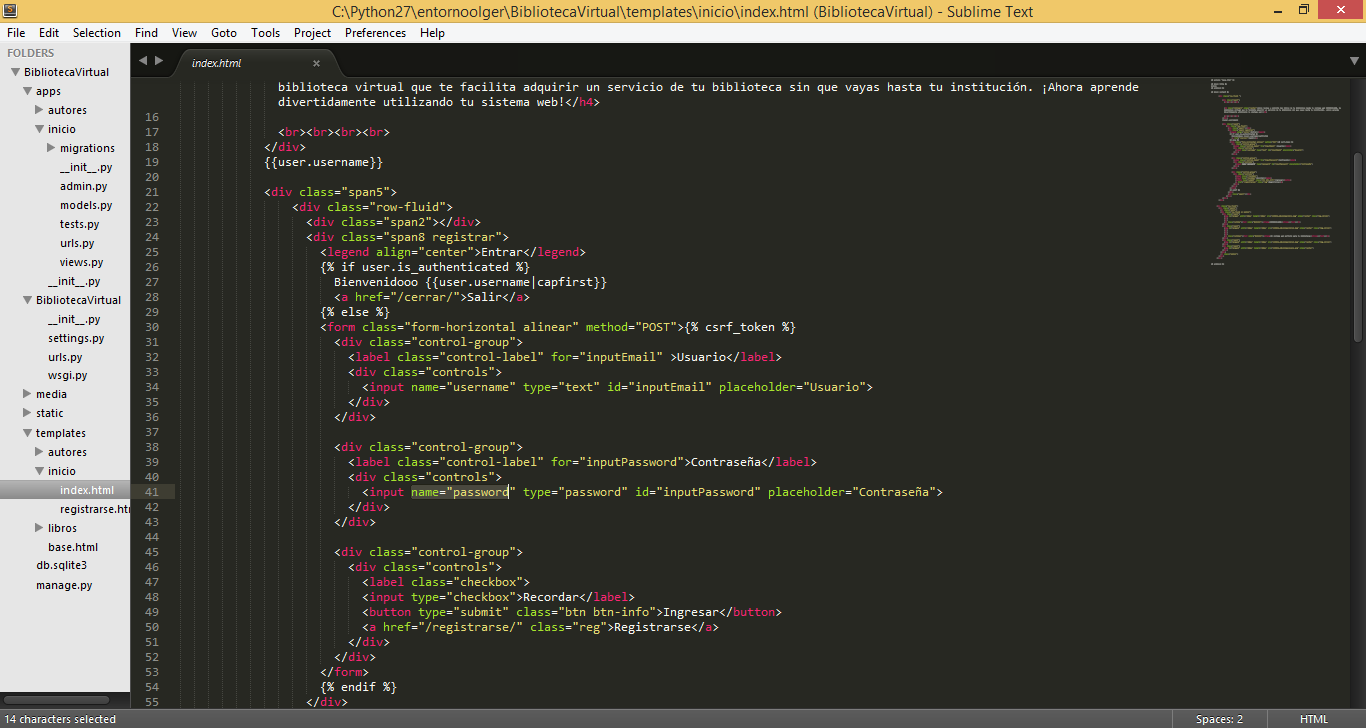 C:\Python27\entornoolger\BibliotecaVirtual\templates\inicio\index.html (BibliotecaVirtual) - Sublime Text
File Edit Selection Find View Goto Tools Project Preferences Help
FOLDERS
BibliotecaVirtual
apps
autores
inicio
migrations
__init__.py
admin.py
models.py
tests.py
urls.py
views.py
__init__.py
BibliotecaVirtual
__init__.py
settings.py
urls.py
wsgi.py
media
static
templates
autores
inicio
index.html
registrarse.htm
libros
base.html
db.sqlite3
manage.py
index.html
biblioteca virtual que te facilita adquirir un servicio de tu biblioteca sin que vayas hasta tu institución. ¡Ahora aprende
divertidamente utilizando tu sistema web!</h4>
16
17 <br><br><br><br>
18 </div>
19 {{user.username}}
20
21 <div class="span5">
22 <div class="row-fluid">
23 <div class="span2"></div>
24 <div class="span8 registrar">
25 <legend align="center">Entrar</legend>
26 {% if user.is_authenticated %}
27 Bienvenidooo {{user.username|capfirst}}
28 <a href="/cerrar/">Salir</a>
29 {% else %}
30 <form class="form-horizontal alinear" method="POST">{% csrf_token %}
31 <div class="control-group">
32 <label class="control-label" for="inputEmail" >Usuario</label>
33 <div class="controls">
34 <input name="username" type="text" id="inputEmail" placeholder="Usuario">
35 </div>
36 </div>
37
38 <div class="control-group">
39 <label class="control-label" for="inputPassword">Contraseña</label>
40 <div class="controls">
41 <input name="password" type="password" id="inputPassword" placeholder="Contraseña">
42 </div>
43 </div>
44
45 <div class="control-group">
46 <div class="controls">
47 <label class="checkbox">
48 <input type="checkbox">Recordar</label>
49 <button type="submit" class="btn btn-info">Ingresar</button>
50 <a href="/registrarse/" class="reg">Registrarse</a>
51 </div>
52 </div>
53 </form>
54 {% endif %}
55 </div>
14 characters selected
Spaces: 2
HTML